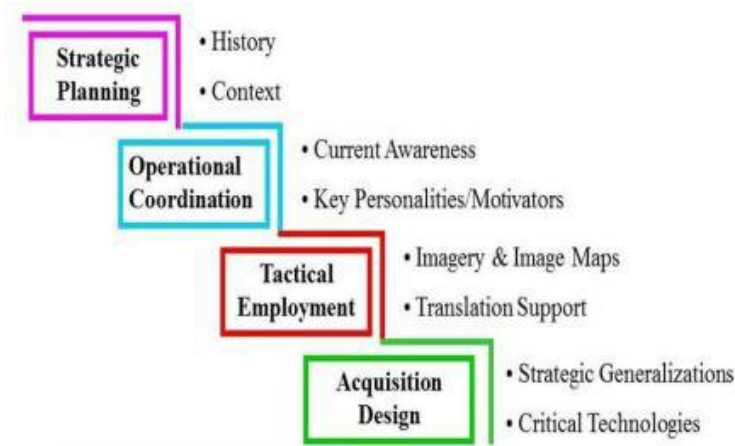 Strategic
Planning
• History
• Context
Operational
Coordination
• Current Awareness
• Key Personalities/Motivators
Tactical
Employment
• Imagery & Image Maps
• Translation Support
Acquisition
Design
• Strategic Generalizations
• Critical Technologies